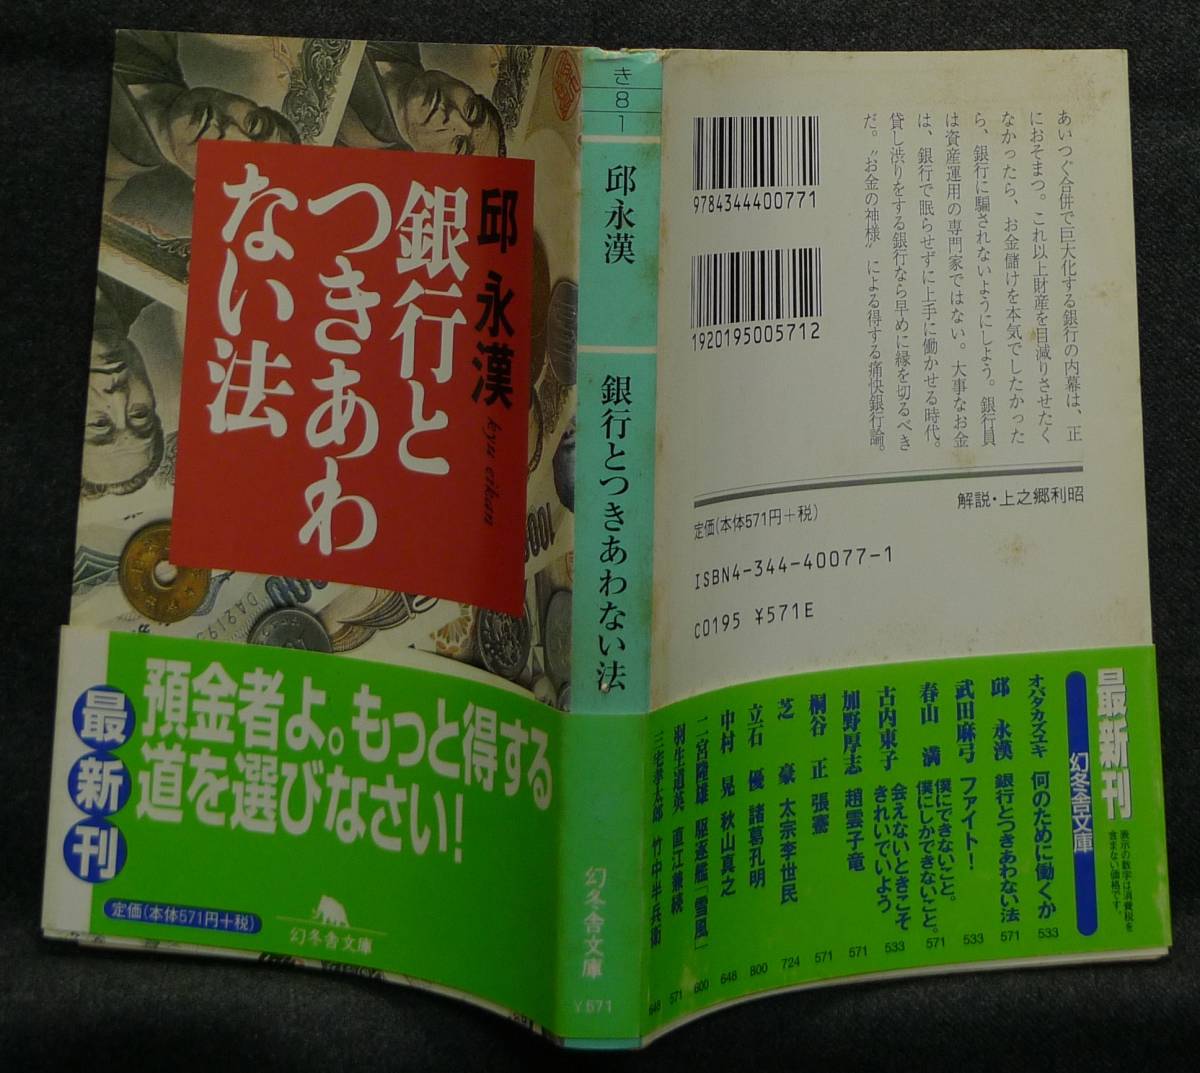 邱永漢
kyu eikan
銀行と
つきあわ
ない法
預金者よ。もっと得する
道を選びなさい!
最新刊
定価(本体571円+税)
幻冬舎文庫
き
8
1
邱永漢
銀行とつきあわない法
幻冬舎文庫
¥571
あいつぐ合併で巨大化する銀行の内幕は、正
におそまつ。これ以上財産を目減りさせたく
なかったら、お金儲けを本気でしたかった
ら、銀行に騙されないようにしよう。銀行員
は資産運用の専門家ではない。大事なお金
は、銀行で眠らせずに上手に働かせる時代。
貸し渋りをする銀行なら早めに縁を切るべき
だ。"お金の神様"による得する痛快銀行論。
解説・上之郷利昭
9784344400771
1920195005712
定価(本体571円+税)
ISBN4-344-40077-1
C0195 ¥571E
最新刊
表示の数字は消費税を
含まない価格です。
幻冬舎文庫
オバタカズユキ 何のために働くか 533
邱 永漢 銀行とつきあわない法 571
武田麻弓 ファイト! 533
春山 満 僕にできないこと。
僕にしかできないこと。 571
古内東子 会えないときこそ
きれいでいよう 533
加野厚志 趙雲子竜 571
桐谷 正 張騫 571
芝 豪 太宗李世民 724
立石 優 諸葛孔明 800
中村 晃 秋山真之 648
二宮隆雄 駆逐艦「雪風」 600
羽生道英 直江兼続 571
三宅孝太郎 竹中半兵衛 648